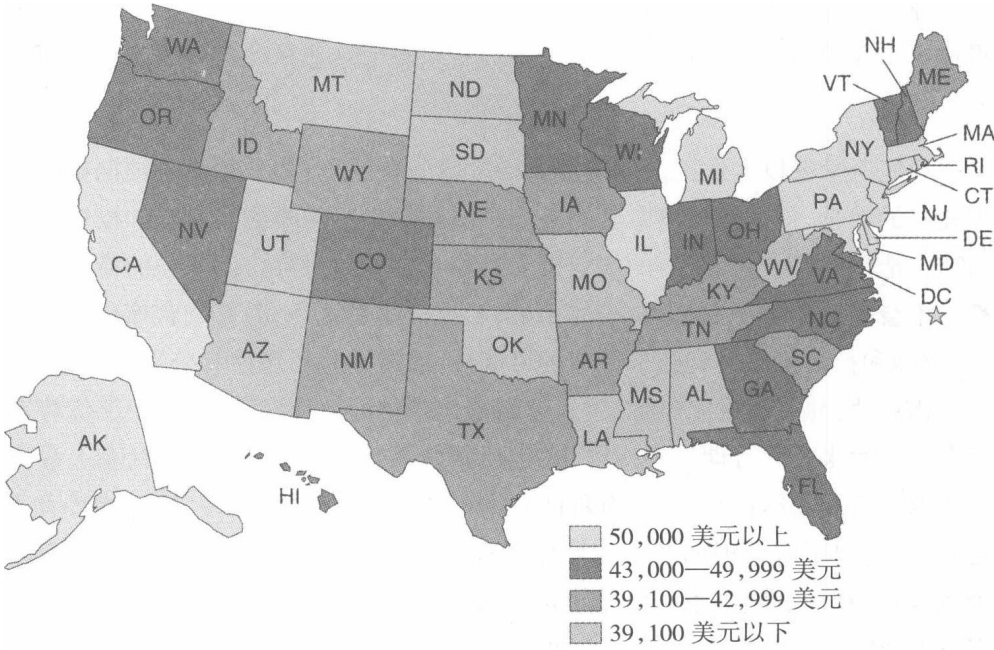 WA
MT
ND
MN
OR
ID
SD
WI
WY
MI
NH
VT
ME
NY
MA
RI
CT
NJ
DE
MD
DC
PA
NE
IA
NV
UT
CO
CA
KS
MO
IL
IN
OH
WV
VA
KY
NC
TN
SC
AZ
NM
OK
AR
MS
AL
GA
TX
LA
FL
AK
HI
50,000 美元以上
43,000—49,999 美元
39,100—42,999 美元
39,100 美元以下